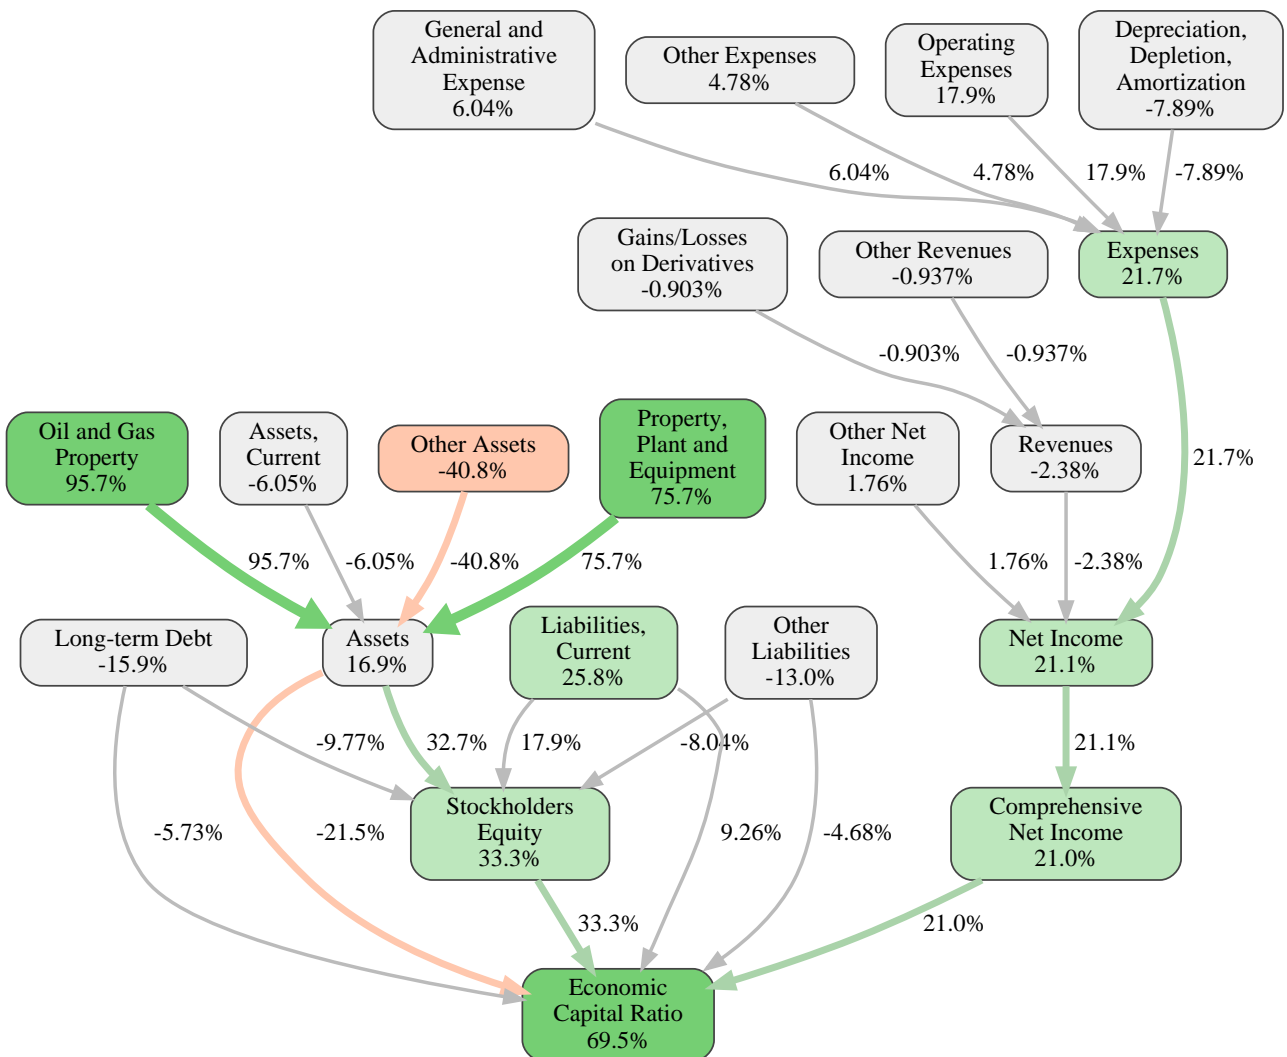 General and
Administrative
Expense
6.04%
Other Expenses
4.78%
Operating
Expenses
17.9%
Depreciation,
Depletion,
Amortization
-7.89%
6.04%
4.78%
17.9%
-7.89%
Gains/Losses
on Derivatives
-0.903%
Other Revenues
-0.937%
Expenses
21.7%
-0.903%
-0.937%
Oil and Gas
Property
95.7%
Assets,
Current
-6.05%
Other Assets
-40.8%
Property,
Plant and
Equipment
75.7%
Other Net
Income
1.76%
Revenues
-2.38%
21.7%
95.7%
-6.05%
-40.8%
75.7%
1.76%
-2.38%
Long-term Debt
-15.9%
Assets
16.9%
Liabilities,
Current
25.8%
Other
Liabilities
-13.0%
Net Income
21.1%
-9.77%
32.7%
17.9%
-8.04%
21.1%
Stockholders
Equity
33.3%
Comprehensive
Net Income
21.0%
-5.73%
-21.5%
9.26%
-4.68%
33.3%
21.0%
Economic
Capital Ratio
69.5%